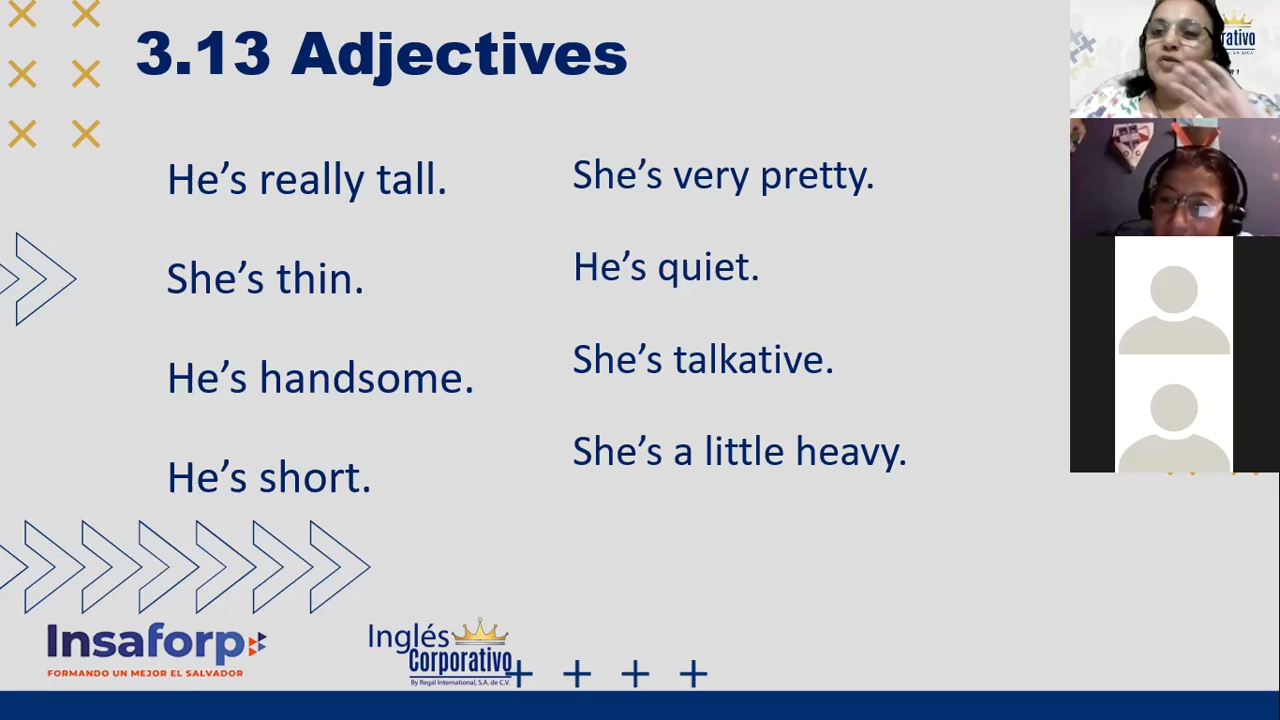 3.13 Adjectives
He's really tall.
She's thin.
He's handsome.
He's short.
She's very pretty.
He's quiet.
She's talkative.
She's a little heavy.
Insaforp
FORMANDO UN MEJOR EL SALVADOR
Inglés
Corporativo
By Regal International, S.A. de C.V.
rativo